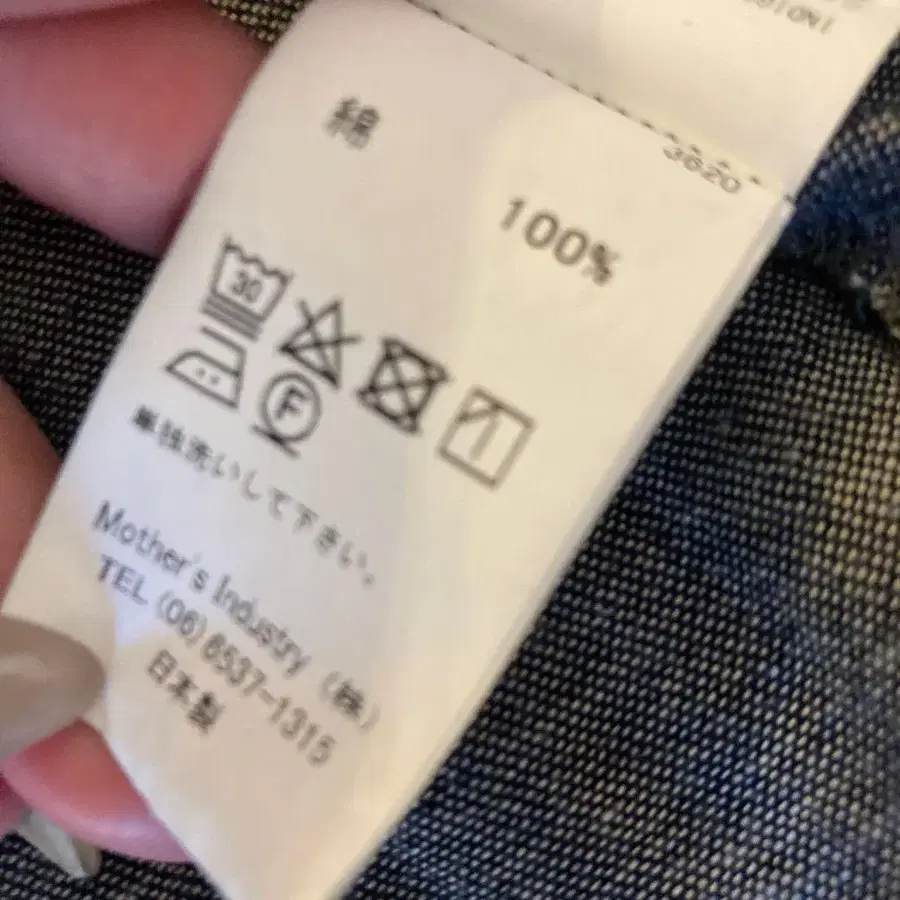 3620
綿
100%
30
F
単独洗いして下さい。
Mother's Industry (株)
TEL (06) 6537-1315
日本製